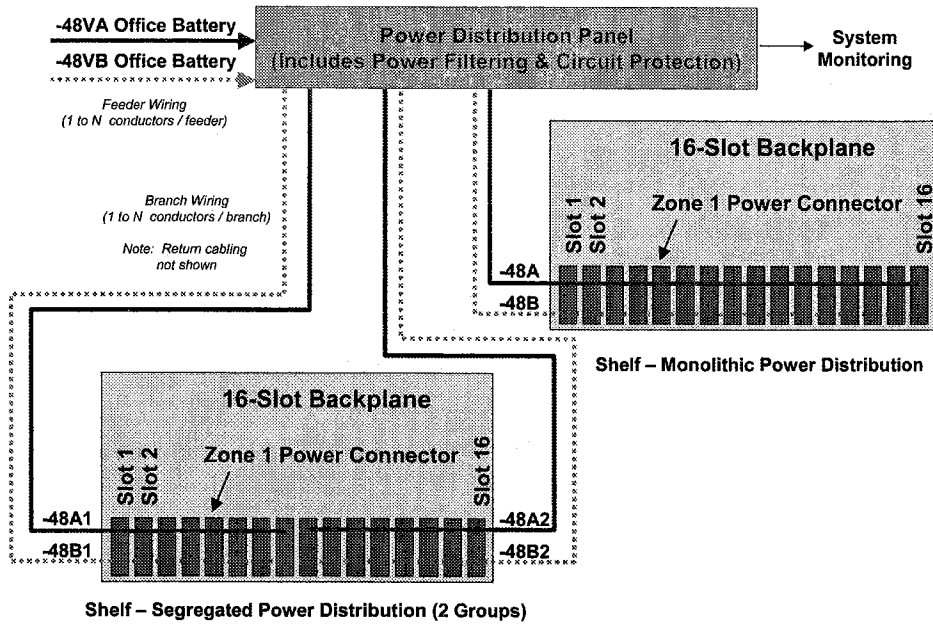 -48VA Office Battery
-48VB Office Battery
Power Distribution Panel
(Includes Power Filtering & Circuit Protection)
System
Monitoring
Feeder Wiring
(1 to N conductors / feeder)
Branch Wiring
(1 to N conductors / branch)
Note: Return cabling
not shown
16-Slot Backplane
Slot 1
Slot 2
Zone 1 Power Connector
Slot 16
-48A
-48B
Shelf – Monolithic Power Distribution
16-Slot Backplane
Slot 1
Slot 2
Zone 1 Power Connector
Slot 16
-48A1
-48B1
-48A2
-48B2
Shelf – Segregated Power Distribution (2 Groups)